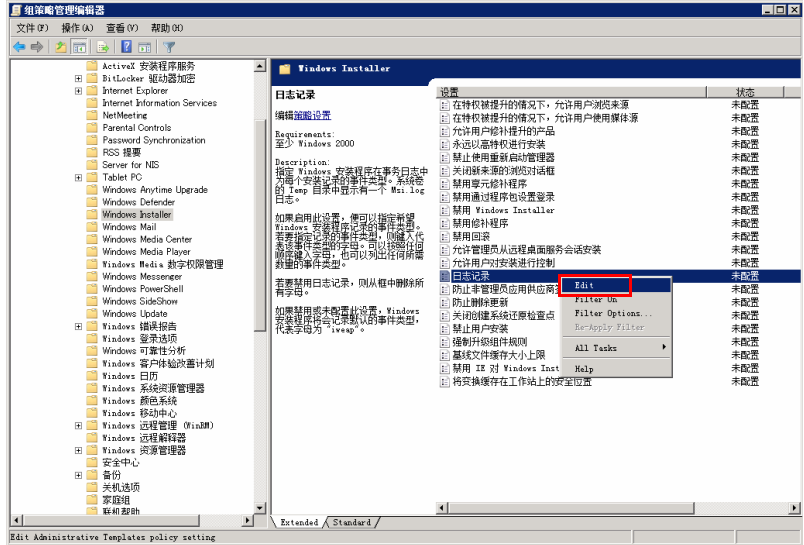 组策略管理编辑器
文件(F) 操作(A) 查看(V) 帮助(H)
ActiveX 安装程序服务
BitLocker 驱动器加密
Internet Explorer
Internet Information Services
NetMeeting
Parental Controls
Password Synchronization
RSS 提要
Server for NIS
Tablet PC
Windows Anytime Upgrade
Windows Defender
Windows Installer
Windows Mail
Windows Media Center
Windows Media Player
Windows Media 数字权限管理
Windows Messenger
Windows PowerShell
Windows SideShow
Windows Update
Windows 错误报告
Windows 登录选项
Windows 可靠性分析
Windows 客户体验改善计划
Windows 日历
Windows 系统资源管理器
Windows 颜色系统
Windows 移动中心
Windows 远程管理 (WinRM)
Windows 远程解释器
Windows 资源管理器
安全中心
备份
关机选项
家庭组
联机帮助
Windows Installer
日志记录
编辑策略设置
Requirements:
至少 Windows 2000
Description:
指定 Windows 安装程序在事务日志中
为每个安装记录的事件类型。系统卷
的 Temp 目录中显示有一个 Msi.log
日志。
如果启用此设置，便可以指定希望
Windows 安装程序记录的事件类型。
若要指定记录的事件类型，则键入代
表该事件类型的字母。可以按照任何
顺序键入字母，也可以列出任何所需
数量的事件类型。
若要禁用日志记录，则从框中删除所
有字母。
如果禁用或未配置此设置，Windows
安装程序将会记录默认的事件类型，
代表字母为 “iweap”。
设置 状态
在特权被提升的情况下，允许用户浏览来源 未配置
在特权被提升的情况下，允许用户使用媒体源 未配置
允许用户修补提升的产品 未配置
永远以高特权进行安装 未配置
禁止使用重新启动管理器 未配置
关闭新来源的浏览对话框 未配置
禁用享元修补程序 未配置
禁用通过程序包设置登录 未配置
禁用 Windows Installer 未配置
禁用修补程序 未配置
禁用回滚 未配置
允许管理员从远程桌面服务会话安装 未配置
允许用户对安装进行控制 未配置
日志记录 未配置
防止非管理员应用供应商 未配置
防止删除更新 未配置
关闭创建系统还原检查点 未配置
禁止用户安装 未配置
强制升级组件规则 未配置
基线文件缓存大小上限 未配置
禁用 IE 对 Windows Inst 未配置
将变换缓存在工作站上的安全位置 未配置
Edit
Filter On
Filter Options...
Re-Apply Filter
All Tasks
Help
Extended Standard
Edit Administrative Templates policy setting